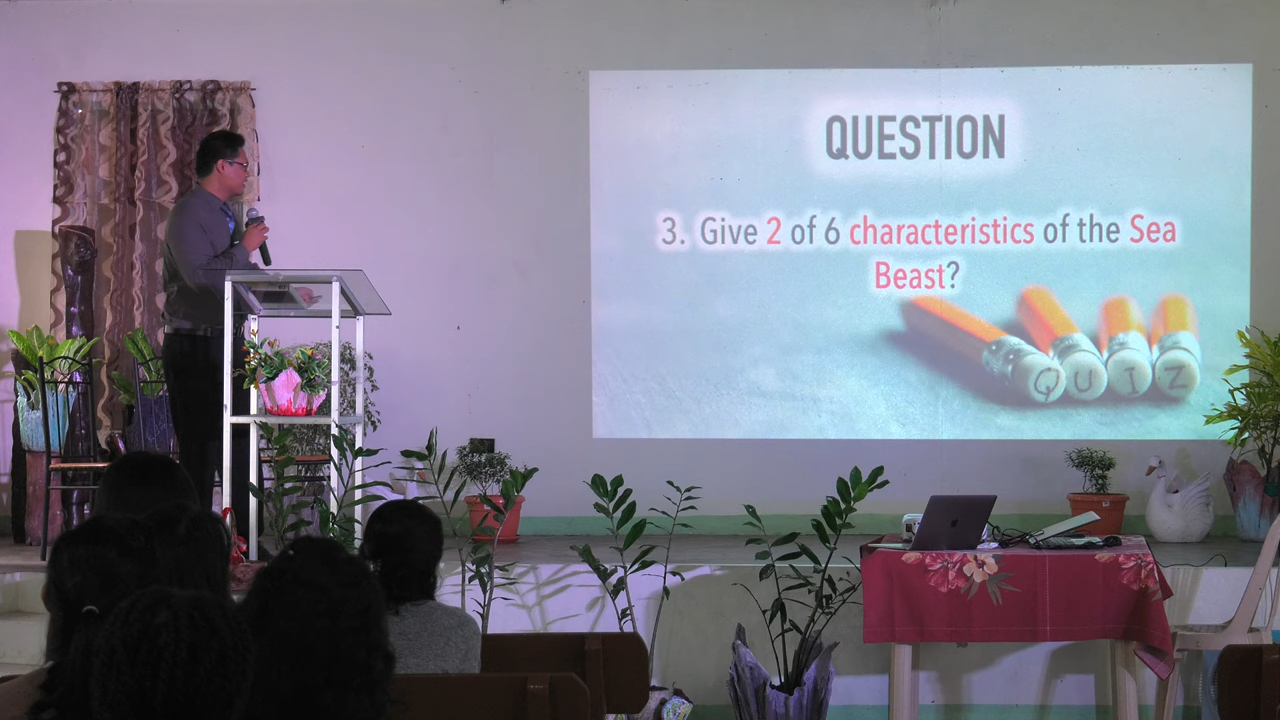 QUESTION
3. Give 2 of 6 characteristics of the Sea
Beast?
QUIZ